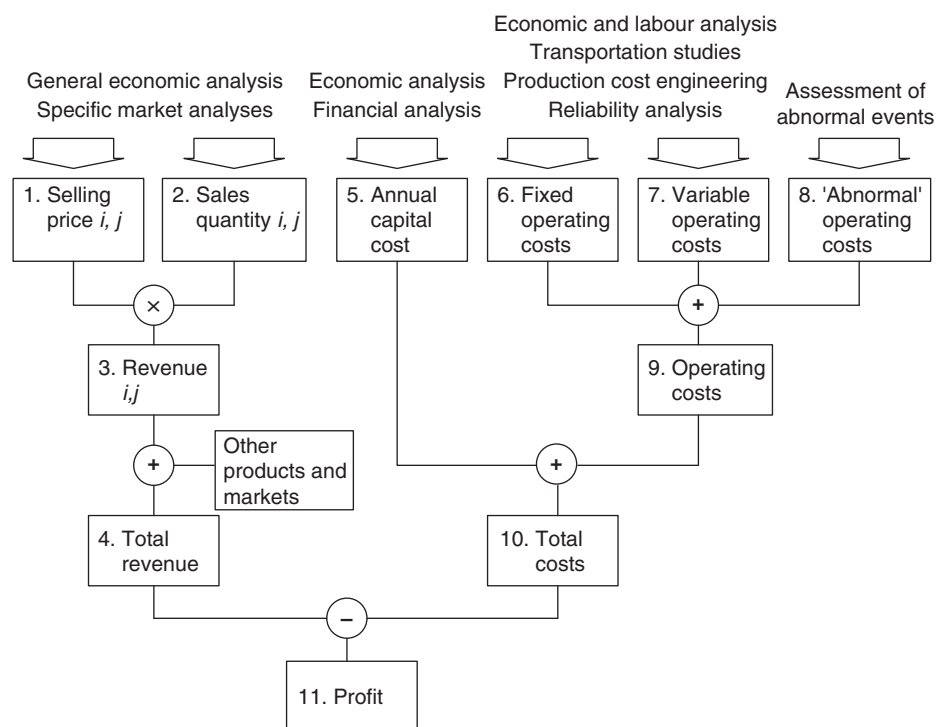 General economic analysis
Specific market analyses
Economic analysis
Financial analysis
Economic and labour analysis
Transportation studies
Production cost engineering
Reliability analysis
Assessment of
abnormal events
1. Selling
price i, j
2. Sales
quantity i, j
5. Annual
capital
cost
6. Fixed
operating
costs
7. Variable
operating
costs
8. 'Abnormal'
operating
costs
×
+
3. Revenue
i,j
9. Operating
costs
+
Other
products and
markets
+
4. Total
revenue
10. Total
costs
−
11. Profit